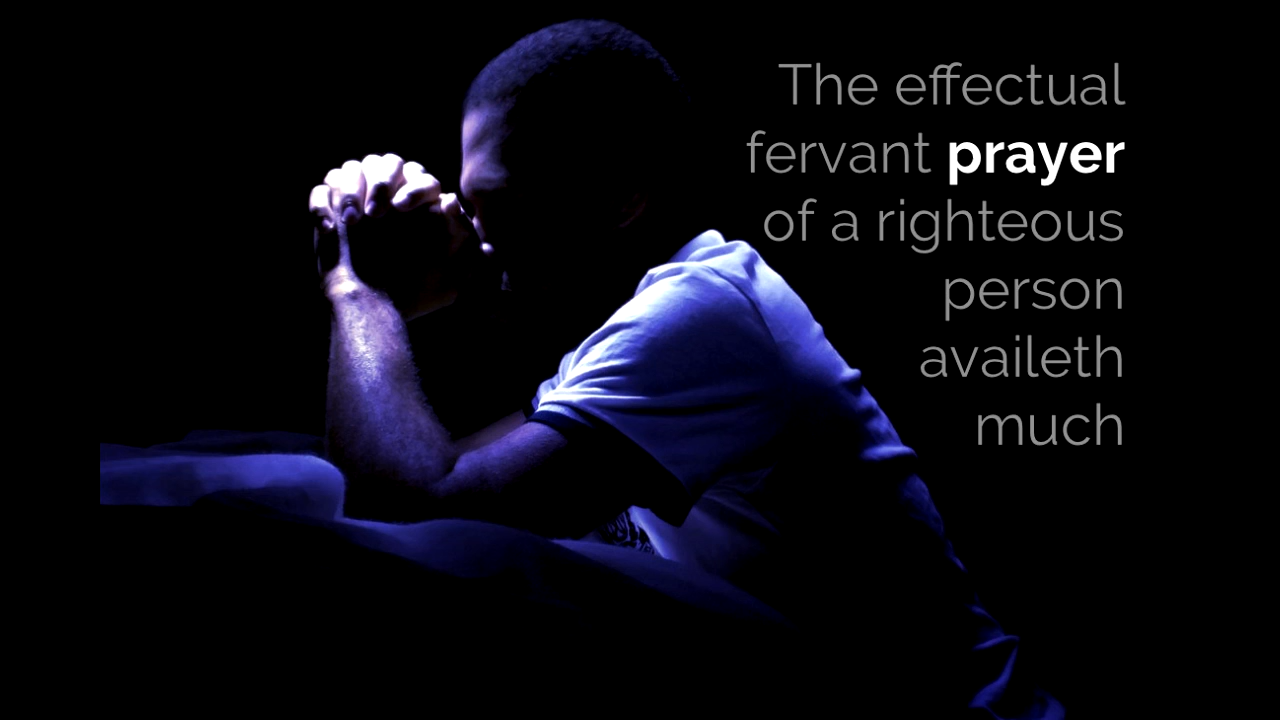 The effectual
fervant prayer
of a righteous
person
availeth
much